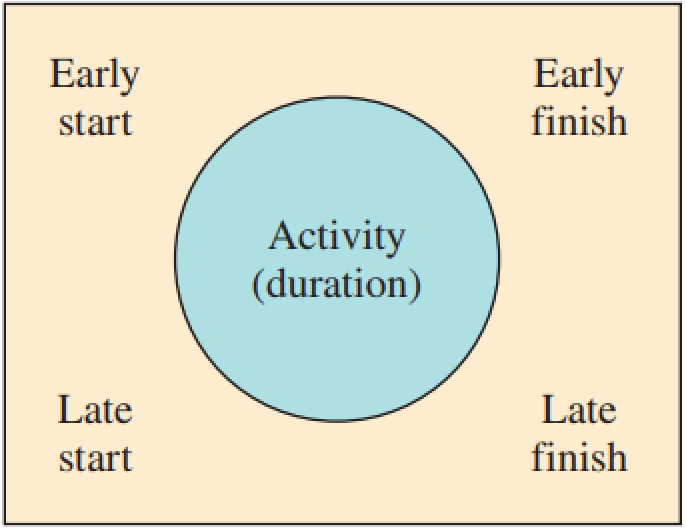 Early
start
Early
finish
Activity
(duration)
Late
start
Late
finish